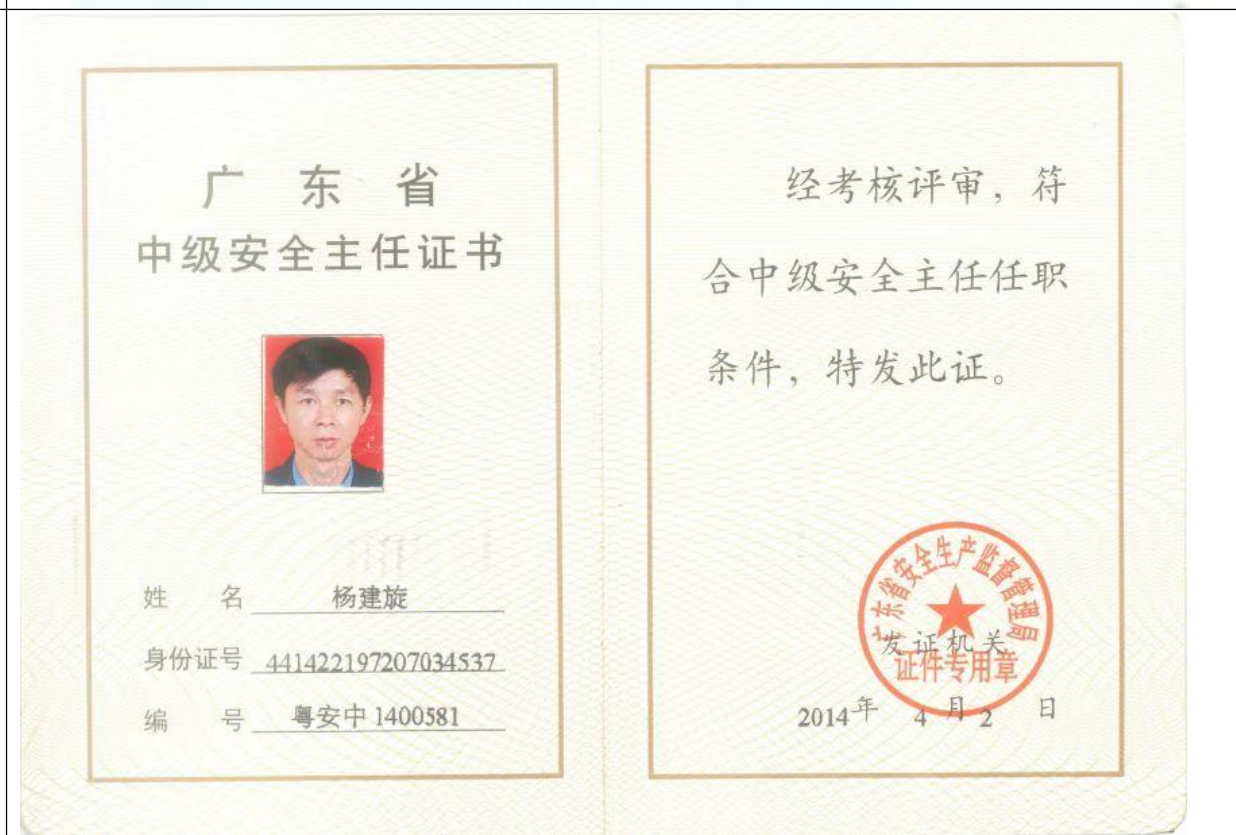 广东省
中级安全主任证书
姓名 杨建旋
身份证号 441422197207034537
编号 粤安中1400581
经考核评审，符
合中级安全主任任职
条件，特发此证。
广东省安全生产监督管理局
发证机关
证件专用章
2014年4月2日